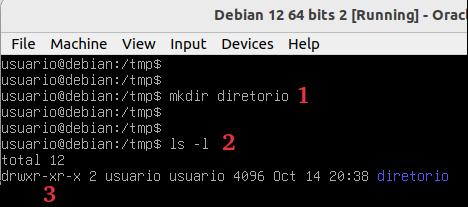 Debian 12 64 bits 2 [Running] - Orac
File Machine View Input Devices Help
usuario@debian:/tmp$
usuario@debian:/tmp$
usuario@debian:/tmp$ mkdir diretorio 1
usuario@debian:/tmp$
usuario@debian:/tmp$
usuario@debian:/tmp$ ls -l 2
total 12
drwxr-xr-x 2 usuario usuario 4096 Oct 14 20:38 diretorio
3